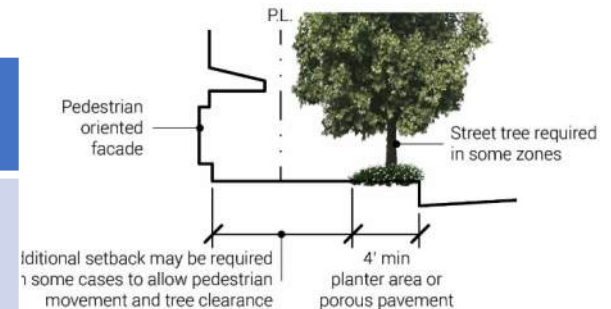 P.L.
Pedestrian
oriented
facade
Street tree required
in some zones
setback may be required
some cases to allow pedestrian
movement and tree clearance
4' min
planter area or
porous pavement